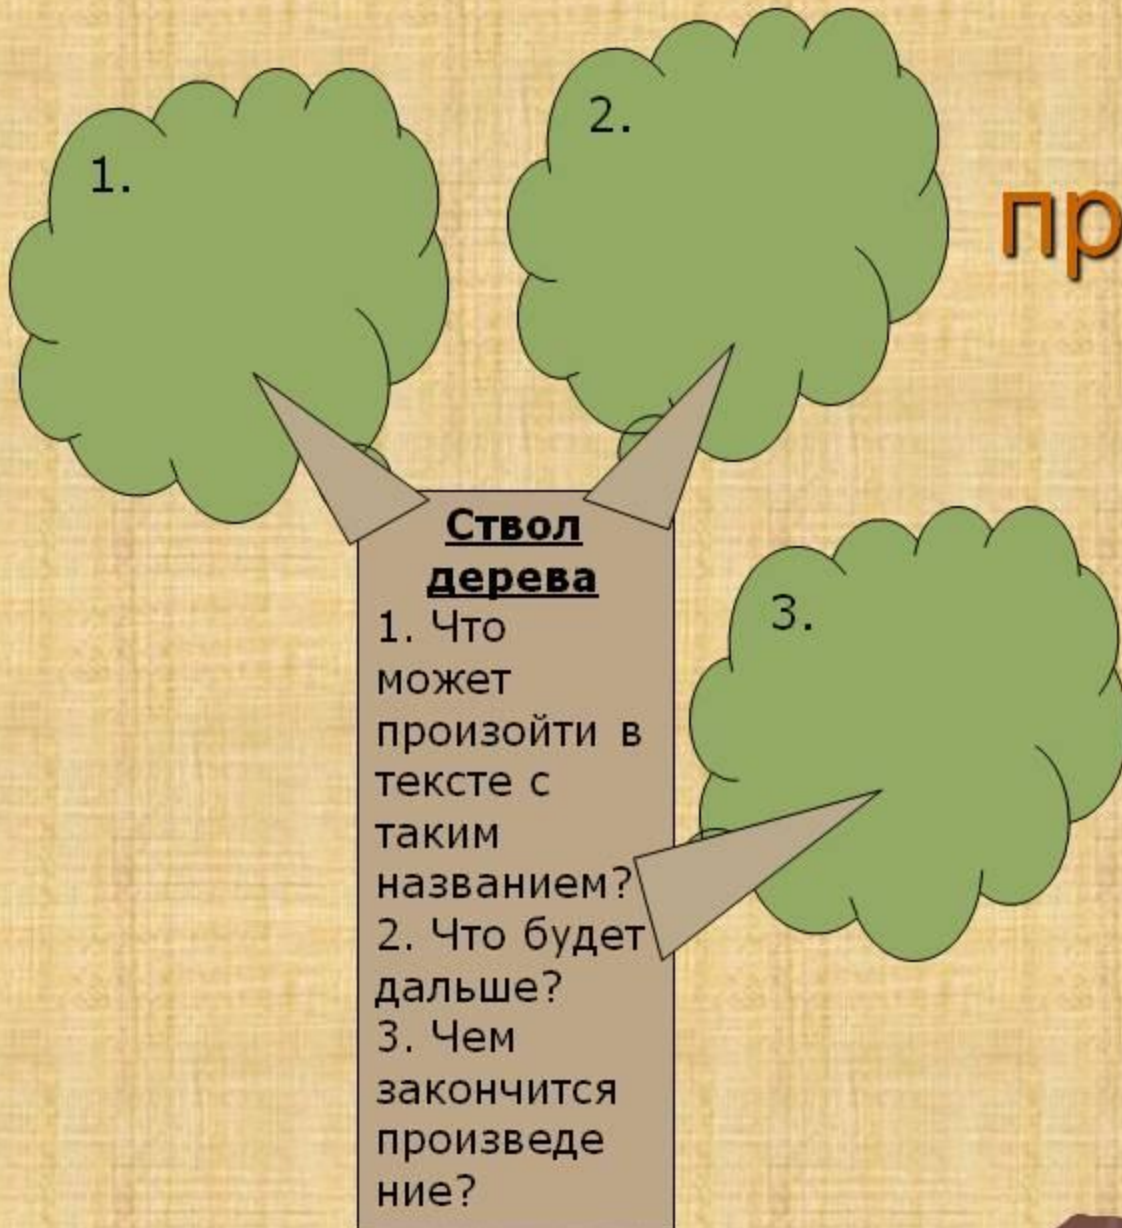 1.
2.
пр
Ствол
дерева
1. Что
может
произойти в
тексте с
таким
названием?
2. Что будет
дальше?
3. Чем
закончится
произведе
ние?
3.